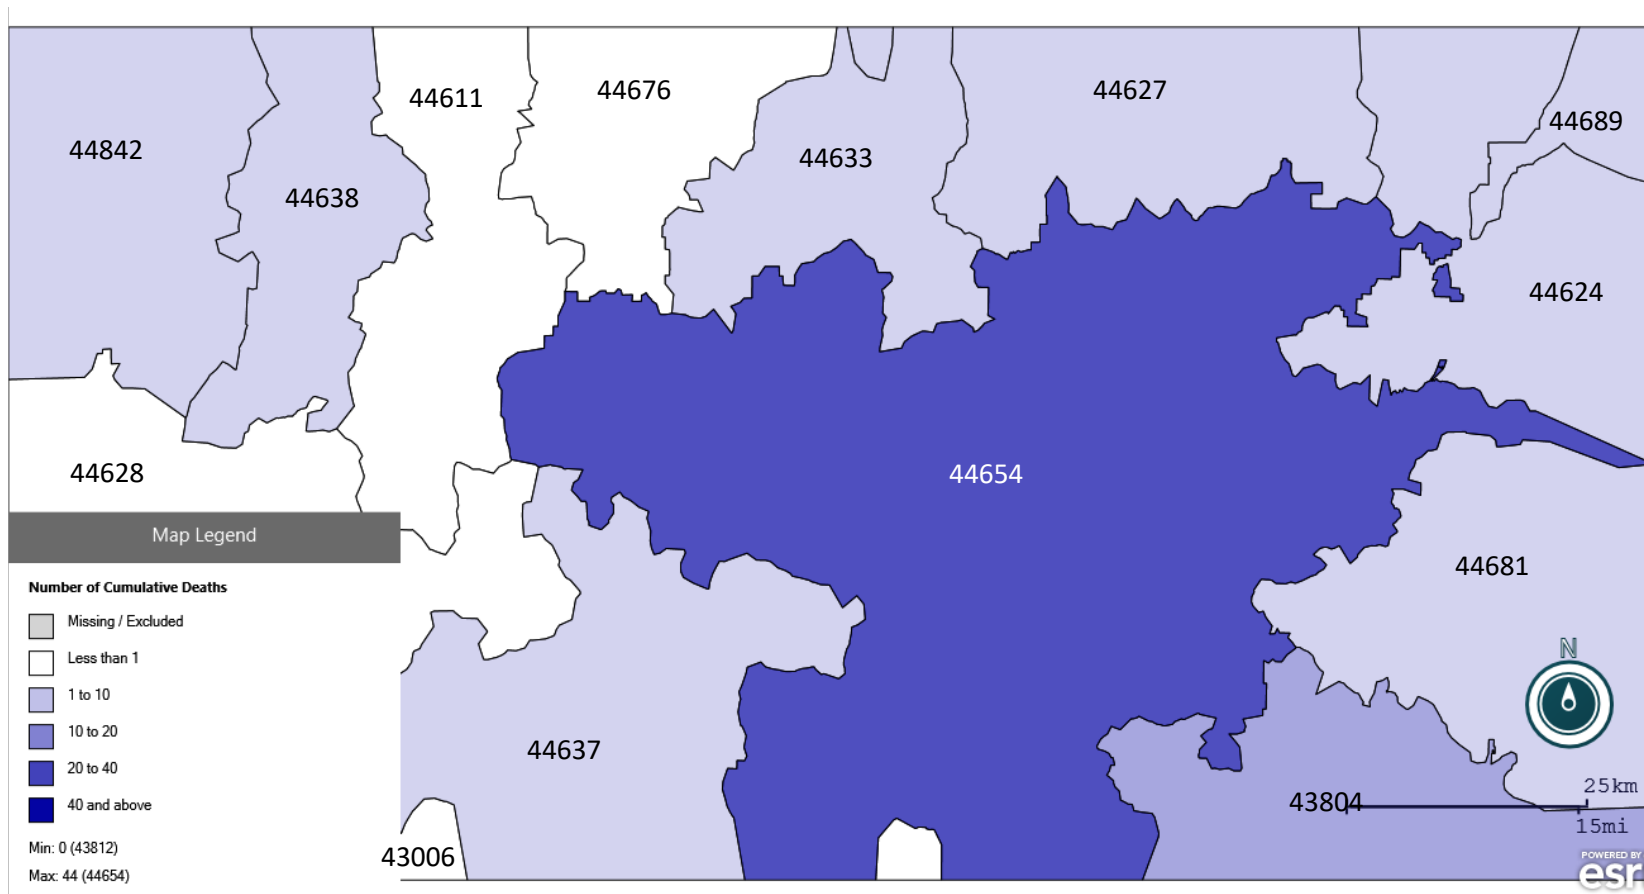 44611
44676
44627
44842
44633
44689
44638
44624
44628
44654
Map Legend
44681
Number of Cumulative Deaths
Missing / Excluded
Less than 1
1 to 10
10 to 20
20 to 40
40 and above
Min: 0 (43812)
Max: 44 (44654)
N
44637
25km
43804
15mi
43006
POWERED BY
esr